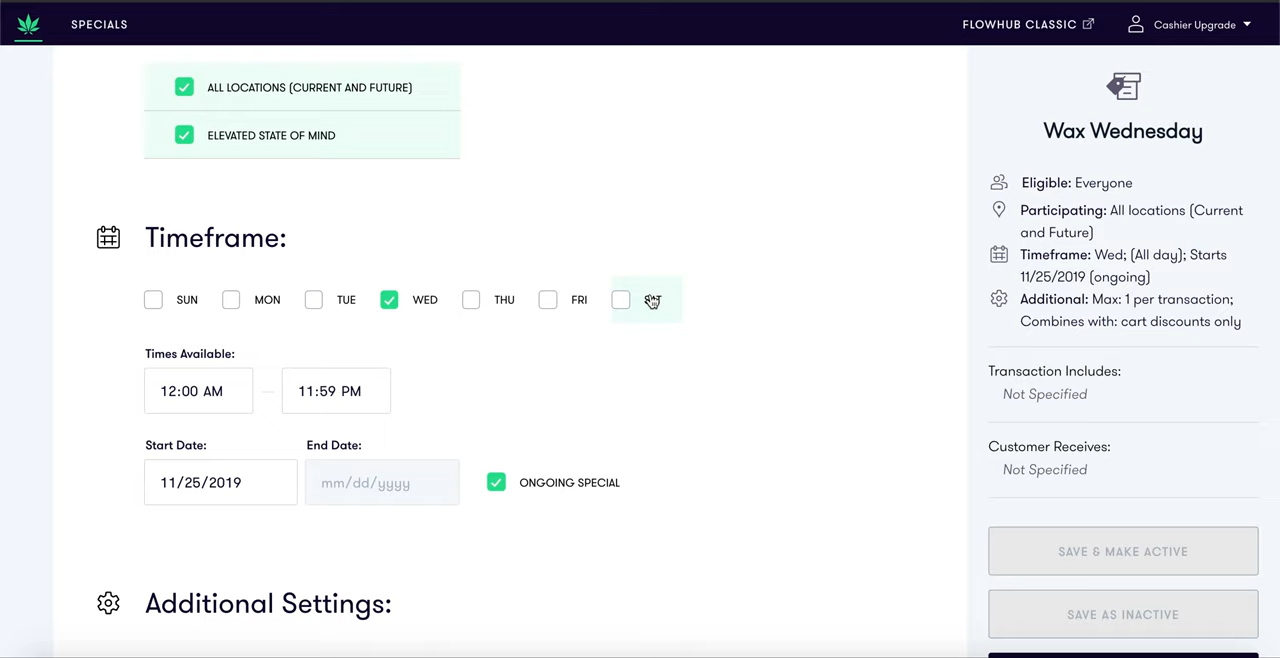 SPECIALS
FLOWHUB CLASSIC
Cashier Upgrade
ALL LOCATIONS (CURRENT AND FUTURE)
ELEVATED STATE OF MIND
Timeframe:
SUN MON TUE WED THU FRI SAT
Times Available:
12:00 AM — 11:59 PM
Start Date: End Date:
11/25/2019 mm/dd/yyyy ONGOING SPECIAL
Additional Settings:
Wax Wednesday
Eligible: Everyone
Participating: All locations (Current
and Future)
Timeframe: Wed; (All day); Starts
11/25/2019 (ongoing)
Additional: Max: 1 per transaction;
Combines with: cart discounts only
Transaction Includes:
Not Specified
Customer Receives:
Not Specified
SAVE & MAKE ACTIVE
SAVE AS INACTIVE